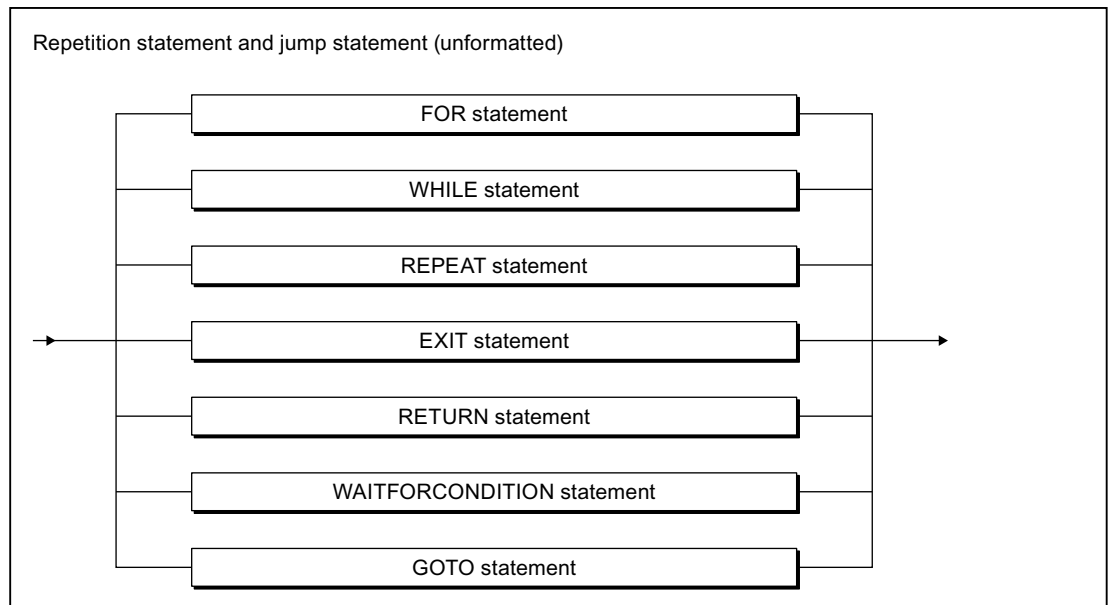 Repetition statement and jump statement (unformatted)
FOR statement
WHILE statement
REPEAT statement
EXIT statement
RETURN statement
WAITFORCONDITION statement
GOTO statement